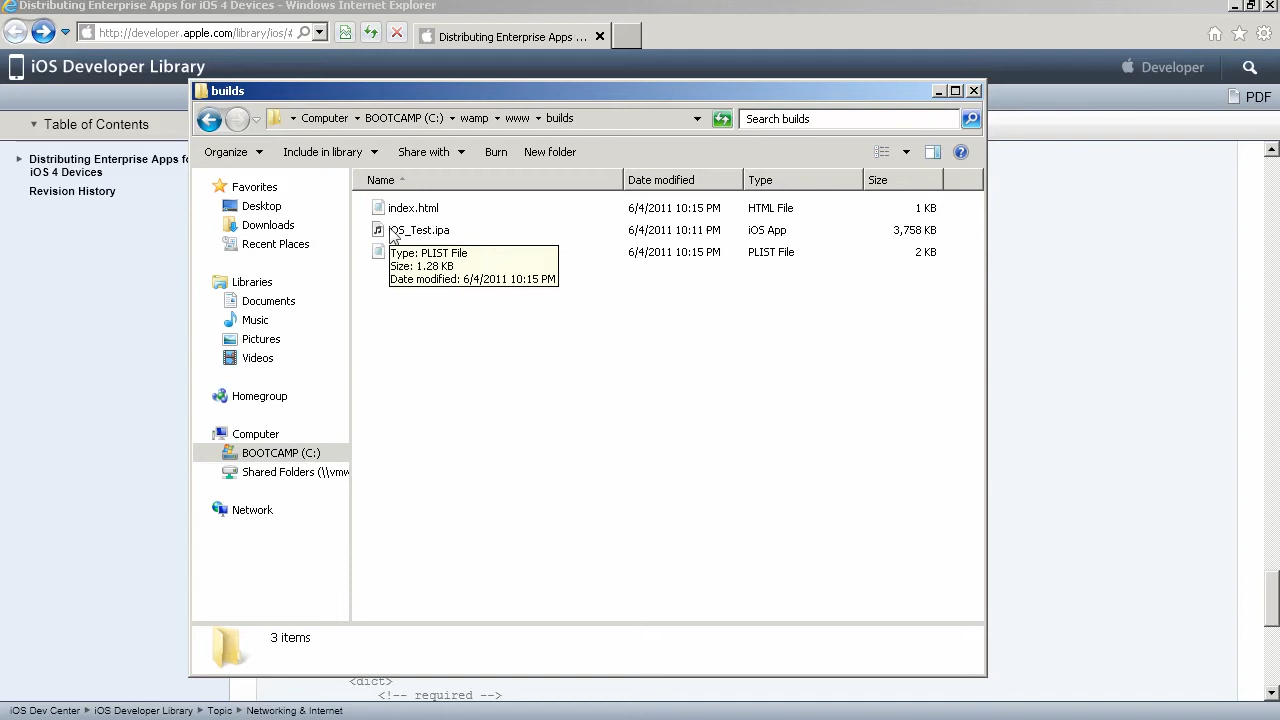 Distributing Enterprise Apps for iOS 4 Devices - Windows Internet Explorer
http://developer.apple.com/library/ios/#
Distributing Enterprise Apps ...
iOS Developer Library
Developer
builds
PDF
Computer ▸ BOOTCAMP (C:) ▸ wamp ▸ www ▸ builds
Search builds
Table of Contents
Organize
Include in library
Share with
Burn
New folder
Distributing Enterprise Apps for
iOS 4 Devices
Revision History
Name
Date modified
Type
Size
index.html
6/4/2011 10:15 PM
HTML File
1 KB
iOS_Test.ipa
6/4/2011 10:11 PM
iOS App
3,758 KB
6/4/2011 10:15 PM
PLIST File
2 KB
Type: PLIST File
Size: 1.28 KB
Date modified: 6/4/2011 10:15 PM
Favorites
Desktop
Downloads
Recent Places
Libraries
Documents
Music
Pictures
Videos
Homegroup
Computer
BOOTCAMP (C:)
Shared Folders (\\vmw
Network
3 items
<dict>
<!-- required -->
iOS Dev Center ▸ iOS Developer Library ▸ Topic ▸ Networking & Internet